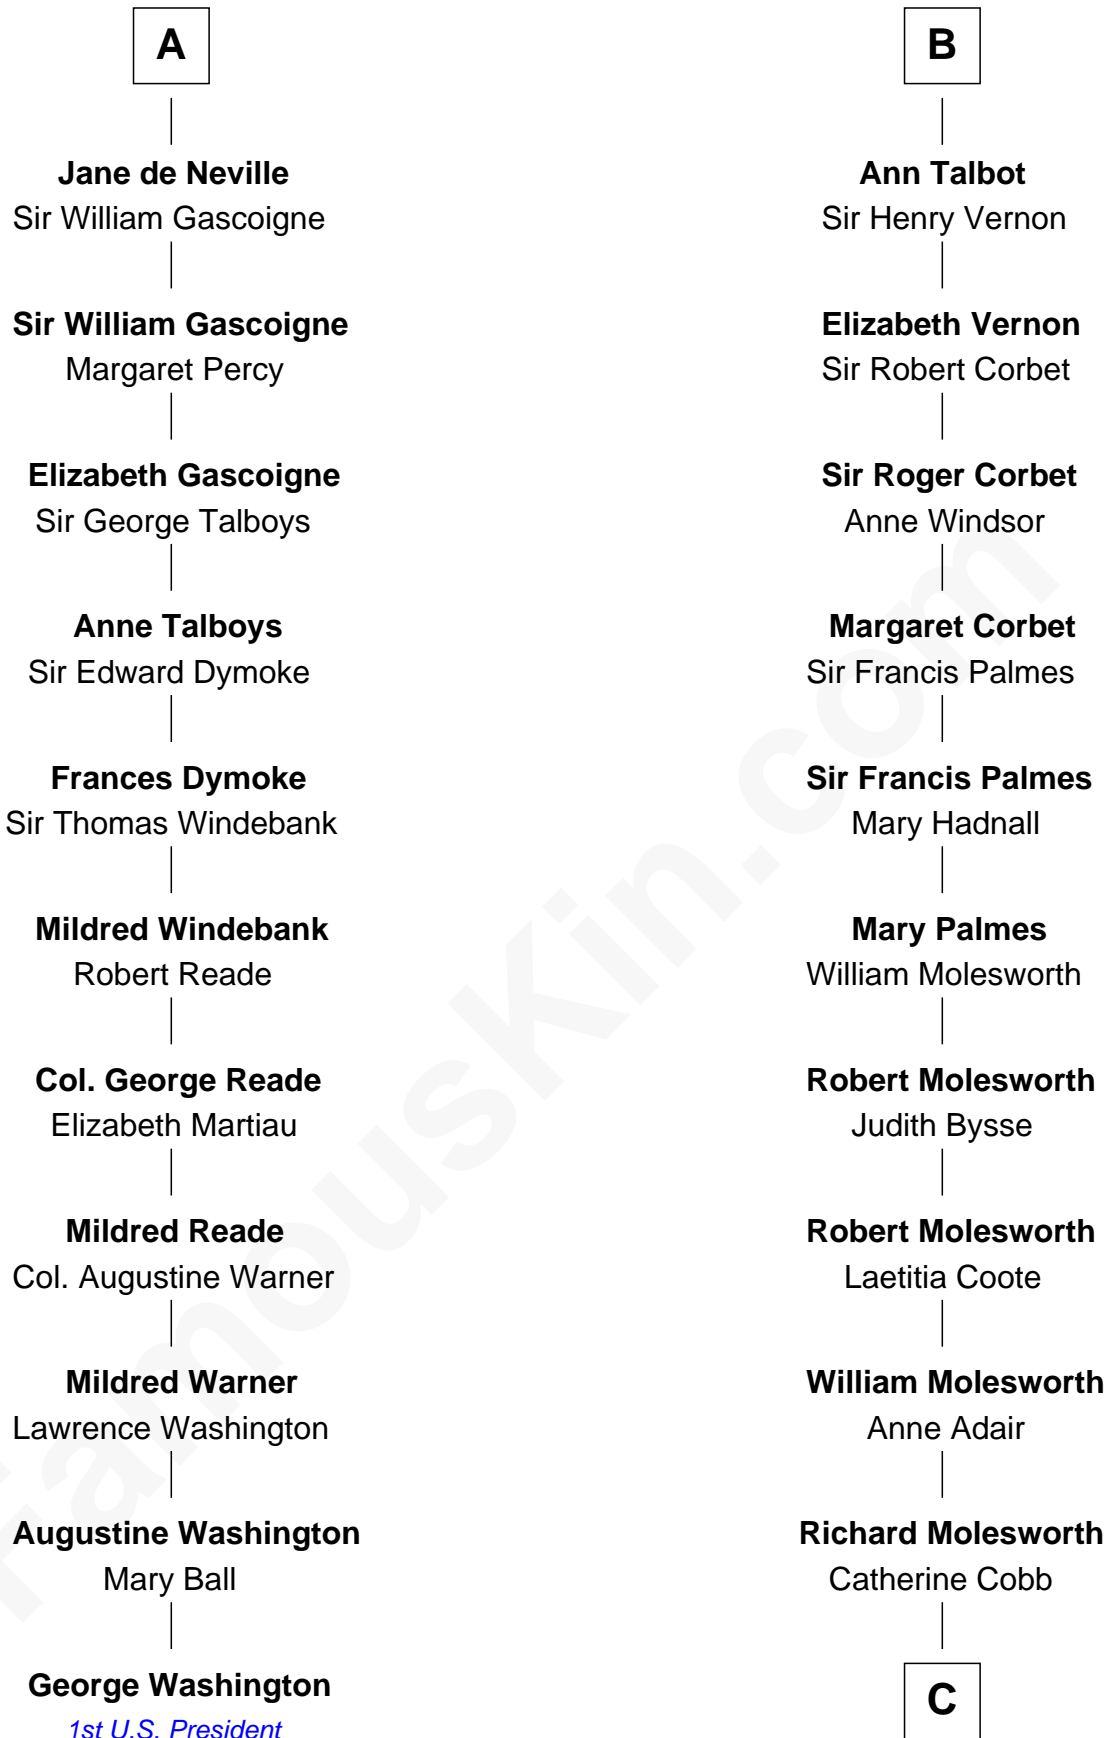 A
Jane de Neville
Sir William Gascoigne
Sir William Gascoigne
Margaret Percy
Elizabeth Gascoigne
Sir George Talboys
Anne Talboys
Sir Edward Dymoke
Frances Dymoke
Sir Thomas Windebank
Mildred Windebank
Robert Reade
Col. George Reade
Elizabeth Martiau
Mildred Reade
Col. Augustine Warner
Mildred Warner
Lawrence Washington
Augustine Washington
Mary Ball
George Washington
1st U.S. President
B
Ann Talbot
Sir Henry Vernon
Elizabeth Vernon
Sir Robert Corbet
Sir Roger Corbet
Anne Windsor
Margaret Corbet
Sir Francis Palmes
Sir Francis Palmes
Mary Hadnall
Mary Palmes
William Molesworth
Robert Molesworth
Judith Bysse
Robert Molesworth
Laetitia Coote
William Molesworth
Anne Adair
Richard Molesworth
Catherine Cobb
C
FamousKin.com